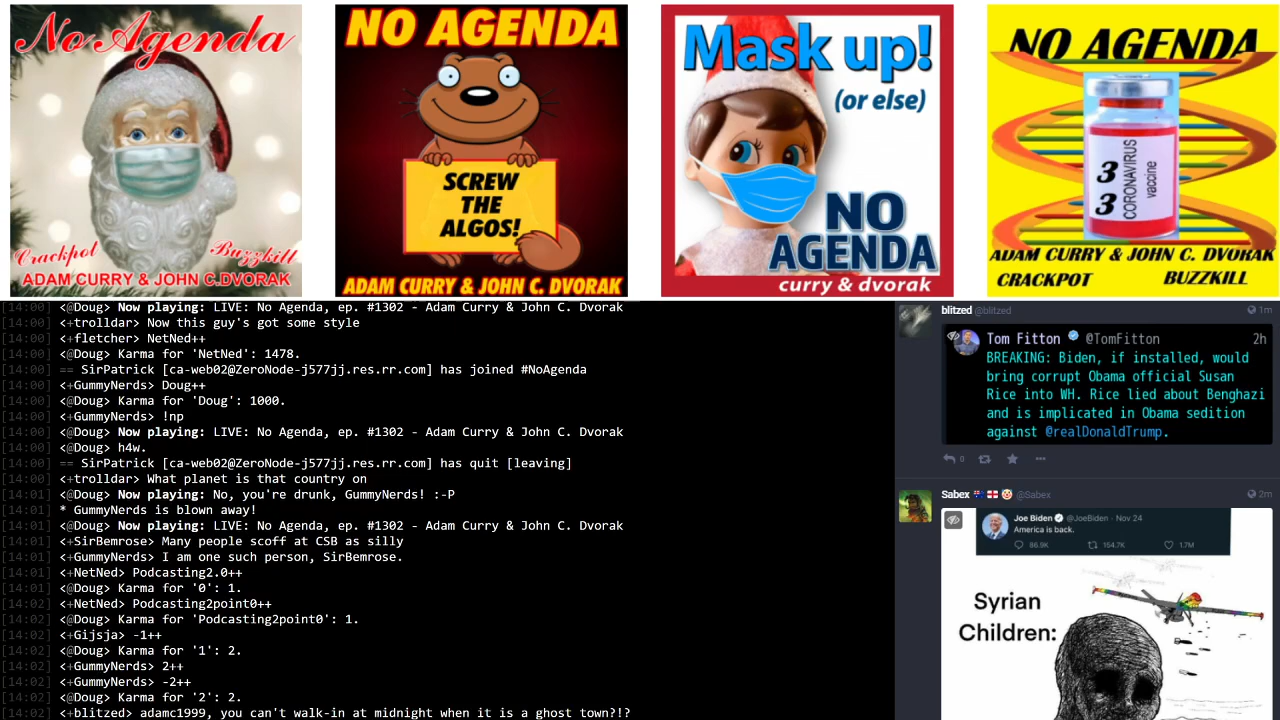 No Agenda
Crackpot
Buzzkill
ADAM CURRY & JOHN C.DVORAK
NO AGENDA
SCREW
THE
ALGOS!
ADAM CURRY & JOHN C. DVORAK
Mask up!
(or else)
NO
AGENDA
curry & dvorak
NO AGENDA
3
3
CORONAVIRUS
vaccine
ADAM CURRY & JOHN C. DVORAK
CRACKPOT
BUZZKILL
[14:00] <@Doug> Now playing: LIVE: No Agenda, ep. #1302 - Adam Curry & John C. Dvorak
[14:00] <+trolldar> Now this guy's got some style
[14:00] <+fletcher> NetNed++
[14:00] <@Doug> Karma for 'NetNed': 1478.
[14:00] == SirPatrick [ca-web02@ZeroNode-j577jj.res.rr.com] has joined #NoAgenda
[14:00] <+GummyNerds> Doug++
[14:00] <@Doug> Karma for 'Doug': 1000.
[14:00] <+GummyNerds> !np
[14:00] <@Doug> Now playing: LIVE: No Agenda, ep. #1302 - Adam Curry & John C. Dvorak
[14:00] <@Doug> h4w.
[14:00] == SirPatrick [ca-web02@ZeroNode-j577jj.res.rr.com] has quit [leaving]
[14:00] <+trolldar> What planet is that country on
[14:01] <@Doug> Now playing: No, you're drunk, GummyNerds! :-P
[14:01] * GummyNerds is blown away!
[14:01] <@Doug> Now playing: LIVE: No Agenda, ep. #1302 - Adam Curry & John C. Dvorak
[14:01] <+SirBemrose> Many people scoff at CSB as silly
[14:01] <+GummyNerds> I am one such person, SirBemrose.
[14:01] <+NetNed> Podcasting2.0++
[14:01] <@Doug> Karma for '0': 1.
[14:02] <+NetNed> Podcasting2point0++
[14:02] <@Doug> Karma for 'Podcasting2point0': 1.
[14:02] <+Gijsja> -1++
[14:02] <@Doug> Karma for '1': 2.
[14:02] <+GummyNerds> 2++
[14:02] <+GummyNerds> -2++
[14:02] <@Doug> Karma for '2': 2.
[14:02] <+blitzed> adamc1999, you can't walk-in at midnight when it's a ghost town?!?
blitzed @blitzed 1m
Tom Fitton @TomFitton 2h
BREAKING: Biden, if installed, would
bring corrupt Obama official Susan
Rice into WH. Rice lied about Benghazi
and is implicated in Obama sedition
against @realDonaldTrump.
0
Sabex @Sabex 2m
Joe Biden @JoeBiden · Nov 24
America is back.
86.9K 154.7K 1.7M
Syrian
Children: